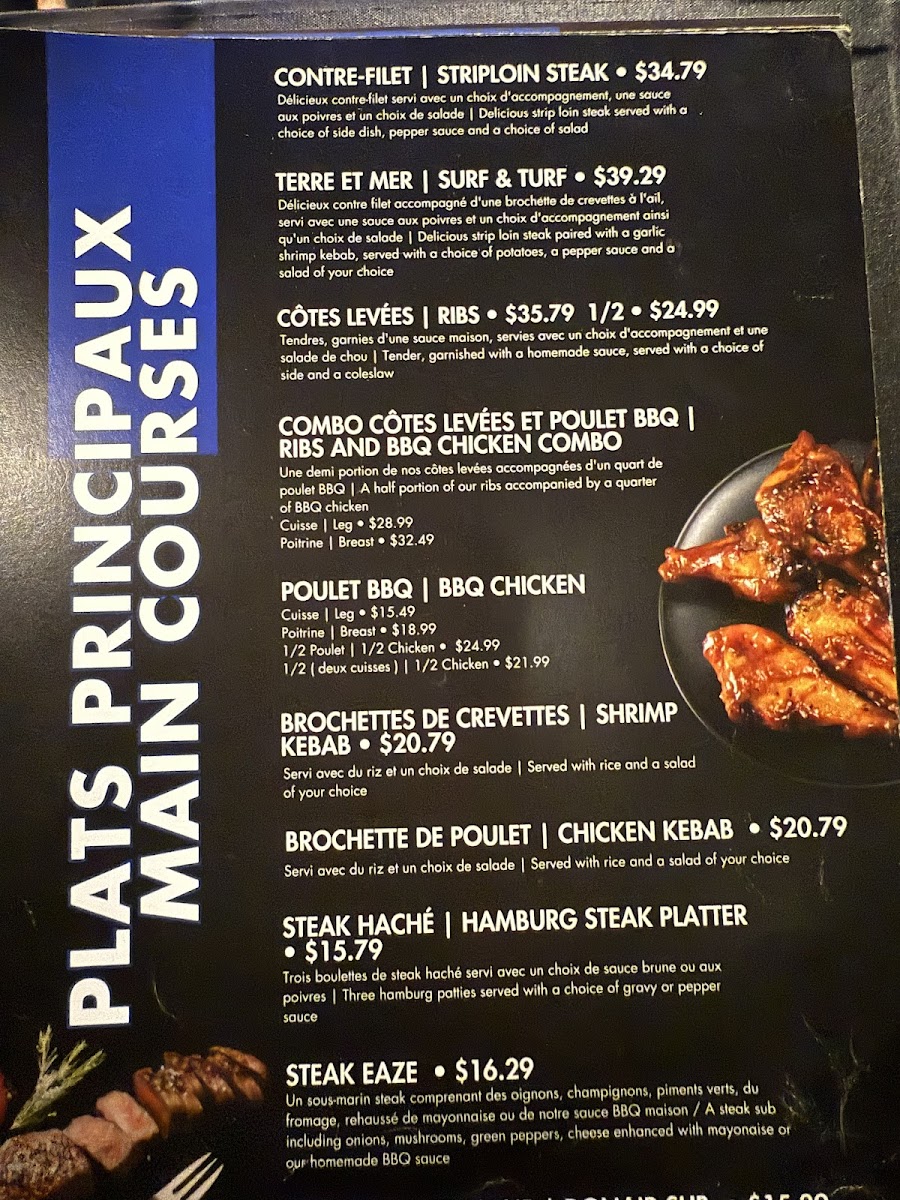 PLATS PRINCIPAUX
MAIN COURSES
CONTRE-FILET | STRIPLOIN STEAK • $34.79
Délicieux contre-filet servi avec un choix d'accompagnement, une sauce
aux poivres et un choix de salade | Delicious strip loin steak served with a
choice of side dish, pepper sauce and a choice of salad
TERRE ET MER | SURF & TURF • $39.29
Délicieux contre filet accompagné d'une brochette de crevettes à l'ail,
servi avec une sauce aux poivres et un choix d'accompagnement ainsi
qu'un choix de salade | Delicious strip loin steak paired with a garlic
shrimp kebab, served with a choice of potatoes, a pepper sauce and a
salad of your choice
CÔTES LEVÉES | RIBS • $35.79 1/2 • $24.99
Tendres, garnies d'une sauce maison, servies avec un choix d'accompagnement et une
salade de chou | Tender, garnished with a homemade sauce, served with a choice of
side and a coleslaw
COMBO CÔTES LEVÉES ET POULET BBQ |
RIBS AND BBQ CHICKEN COMBO
Une demi portion de nos côtes levées accompagnées d'un quart de
poulet BBQ | A half portion of our ribs accompanied by a quarter
of BBQ chicken
Cuisse | Leg • $28.99
Poitrine | Breast • $32.49
POULET BBQ | BBQ CHICKEN
Cuisse | Leg • $15.49
Poitrine | Breast • $18.99
1/2 Poulet | 1/2 Chicken • $24.99
1/2 ( deux cuisses ) | 1/2 Chicken • $21.99
BROCHETTES DE CREVETTES | SHRIMP
KEBAB • $20.79
Servi avec du riz et un choix de salade | Served with rice and a salad
of your choice
BROCHETTE DE POULET | CHICKEN KEBAB • $20.79
Servi avec du riz et un choix de salade | Served with rice and a salad of your choice
STEAK HACHÉ | HAMBURG STEAK PLATTER
• $15.79
Trois boulettes de steak haché servi avec un choix de sauce brune ou aux
poivres | Three hamburg patties served with a choice of gravy or pepper
sauce
STEAK EAZE • $16.29
Un sous-marin steak comprenant des oignons, champignons, piments verts, du
fromage, rehaussé de mayonnaise ou de notre sauce BBQ maison / A steak sub
including onions, mushrooms, green peppers, cheese enhanced with mayonaise or
our homemade BBQ sauce